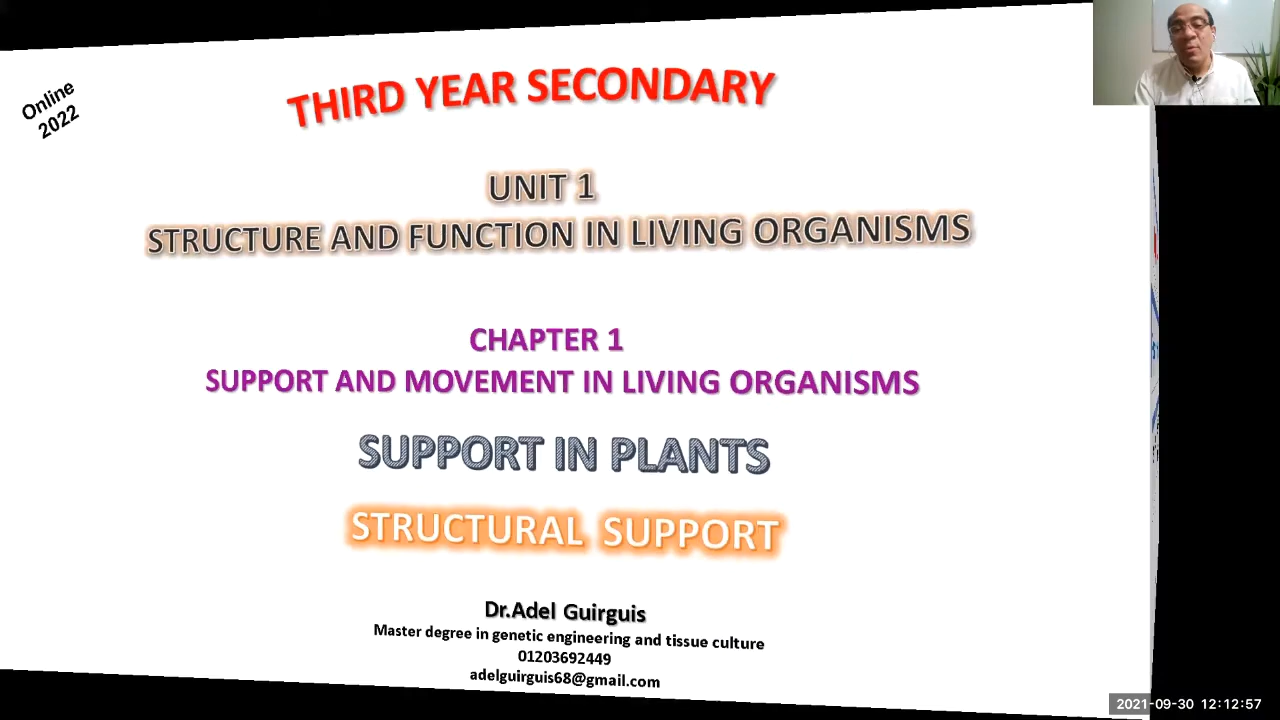 Online
2022
THIRD YEAR SECONDARY
UNIT 1
STRUCTURE AND FUNCTION IN LIVING ORGANISMS
CHAPTER 1
SUPPORT AND MOVEMENT IN LIVING ORGANISMS
SUPPORT IN PLANTS
STRUCTURAL SUPPORT
Dr.Adel Guirguis
Master degree in genetic engineering and tissue culture
01203692449
adelguirguis68@gmail.com
2021-09-30 12:12:57